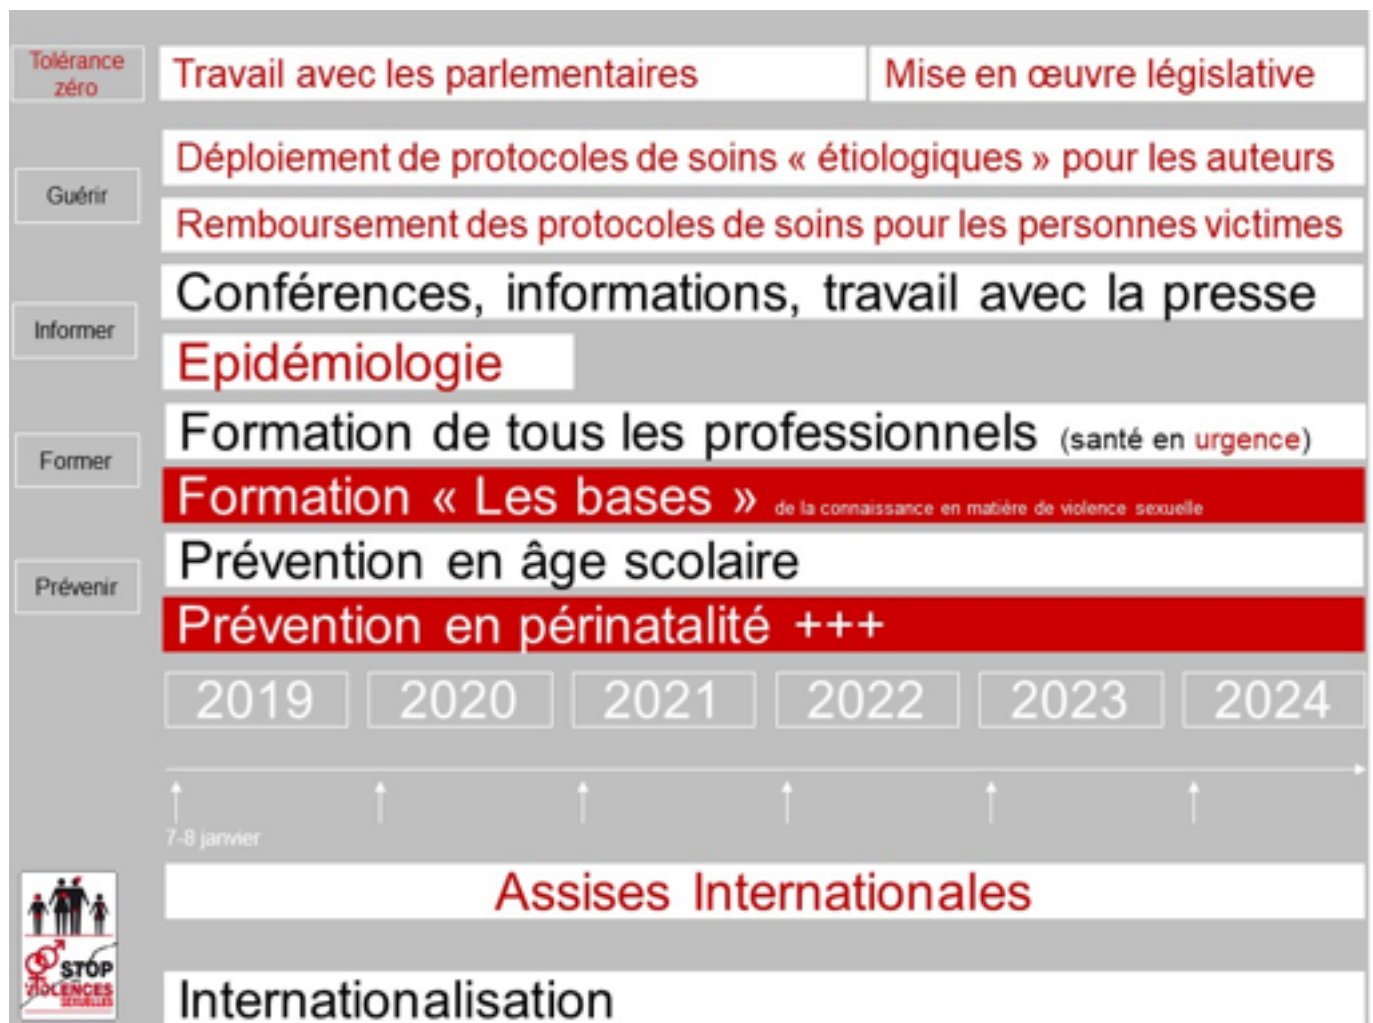 Tolérance
zéro
Travail avec les parlementaires
Mise en œuvre législative
Guérir
Déploiement de protocoles de soins « étiologiques » pour les auteurs
Remboursement des protocoles de soins pour les personnes victimes
Informer
Conférences, informations, travail avec la presse
Epidémiologie
Former
Formation de tous les professionnels (santé en urgence)
Formation « Les bases » de la connaissance en matière de violence sexuelle
Prévenir
Prévention en âge scolaire
Prévention en périnatalité +++
2019 2020 2021 2022 2023 2024
7-8 janvier
Assises Internationales
STOP
VIOLENCES
SEXUELLES
Internationalisation